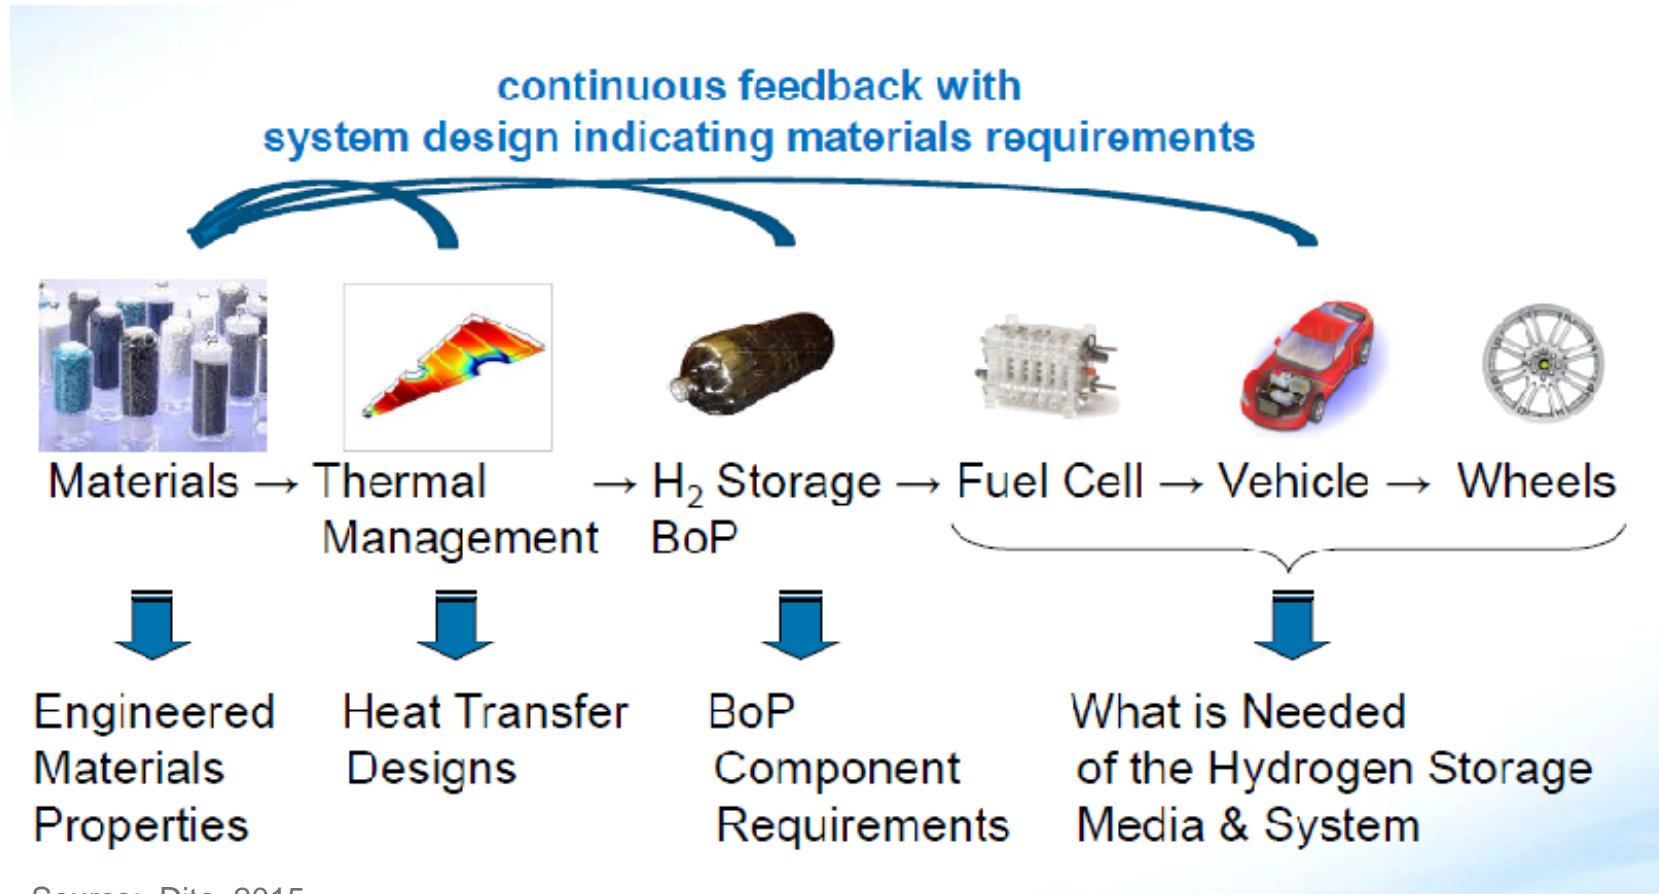 continuous feedback with
system design indicating materials requirements
Materials → Thermal Management → H₂ Storage BoP → Fuel Cell → Vehicle → Wheels
Engineered
Materials
Properties
Heat Transfer
Designs
BoP
Component
Requirements
What is Needed
of the Hydrogen Storage
Media & System